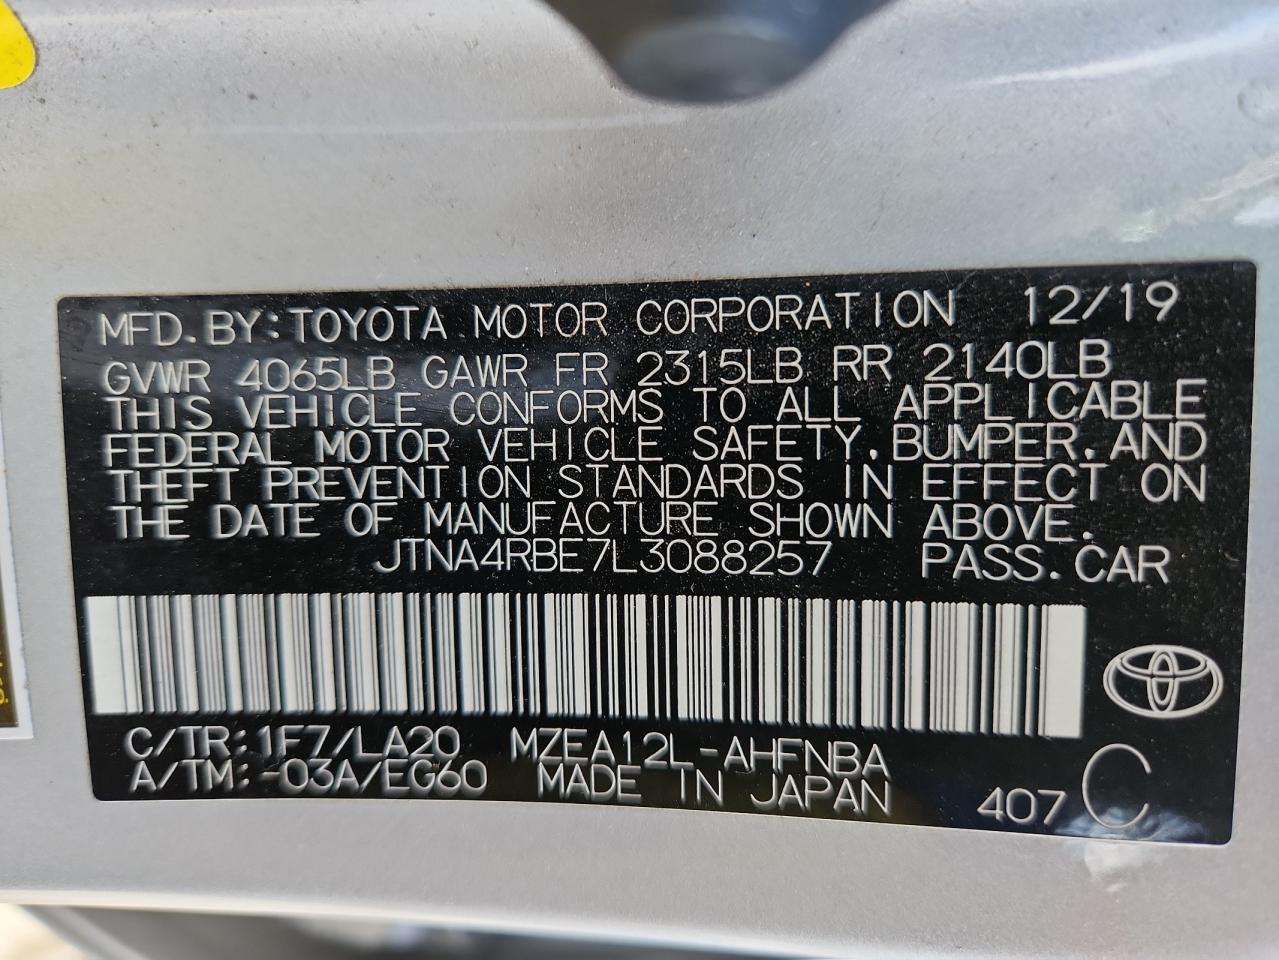 MFD.BY:TOYOTA MOTOR CORPORATION 12/19
GVWR 4065LB GAWR FR 2315LB RR 2140LB
THIS VEHICLE CONFORMS TO ALL APPLICABLE
FEDERAL MOTOR VEHICLE SAFETY,BUMPER,AND
THEFT PREVENTION STANDARDS IN EFFECT ON
THE DATE OF MANUFACTURE SHOWN ABOVE.
JTNA4RBE7L3088257 PASS.CAR
C/TR:1F7/LA20 MZEA12L-AHFNBA
A/TM:-03A/EG60 MADE IN JAPAN 407 C